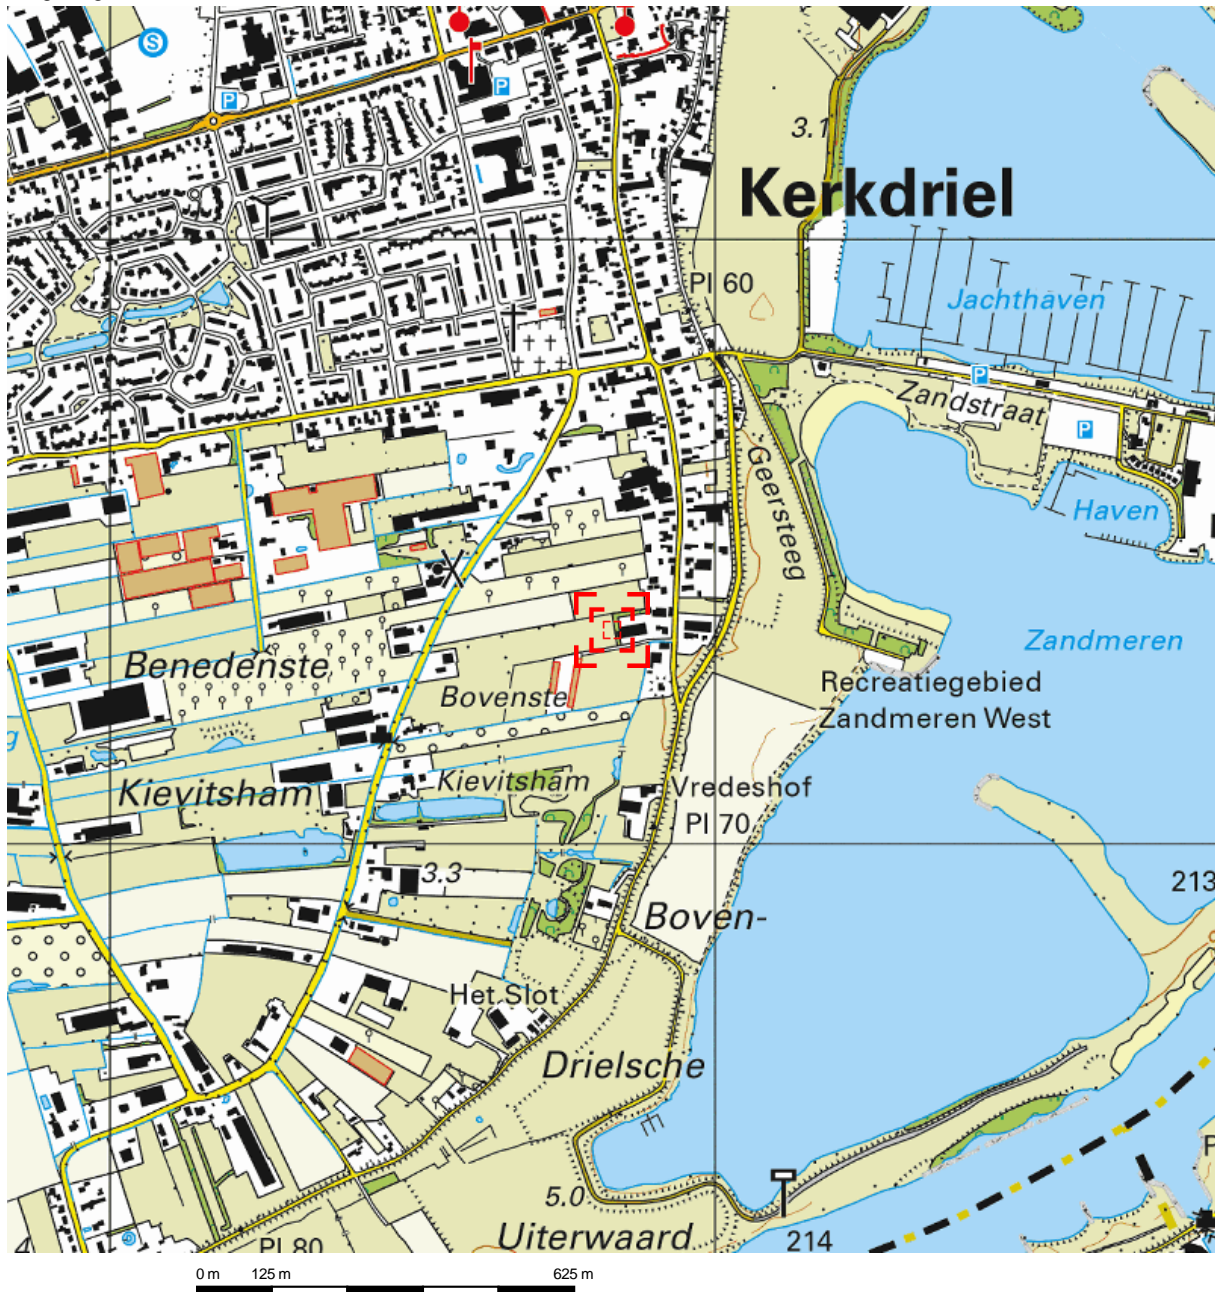 S
P
P
3.1
Kerkdriel
Pl 60
Jachthaven
P
Zandstraat
P
Geersteeg
Haven
Zandmeren
Benedenste
Bovenste
Recreatiegebied
Zandmeren West
Kievitsham
Kievitsham
Vredeshof
Pl 70
3.3
213
Boven-
Het Slot
Drielsche
5.0
Uiterwaard
214
Pl 80
0 m 125 m 625 m